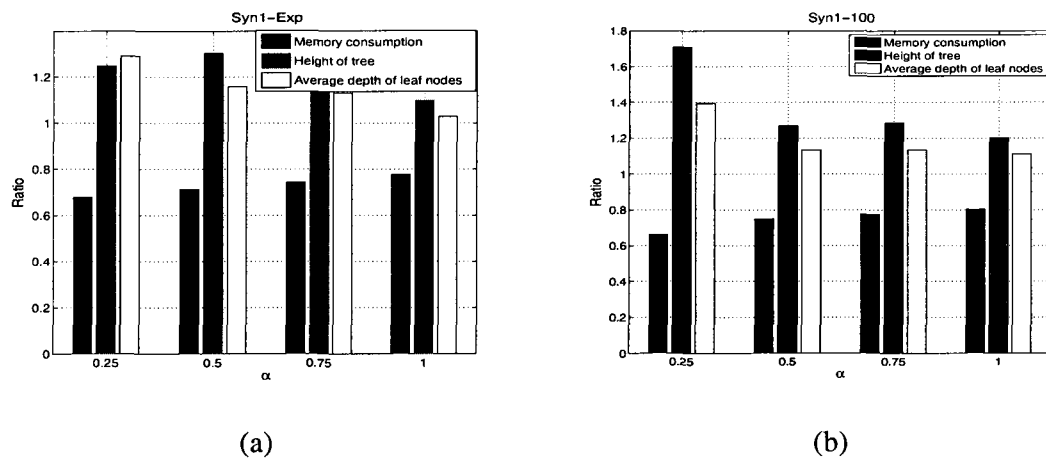 Syn1-Exp
Memory consumption
Height of tree
Average depth of leaf nodes
Ratio
1.2
1
0.8
0.6
0.4
0.2
0
0.25
0.5
0.75
1
α
(a)
Syn1-100
Memory consumption
Height of tree
Average depth of leaf nodes
Ratio
1.8
1.6
1.4
1.2
1
0.8
0.6
0.4
0.2
0
0.25
0.5
0.75
1
α
(b)